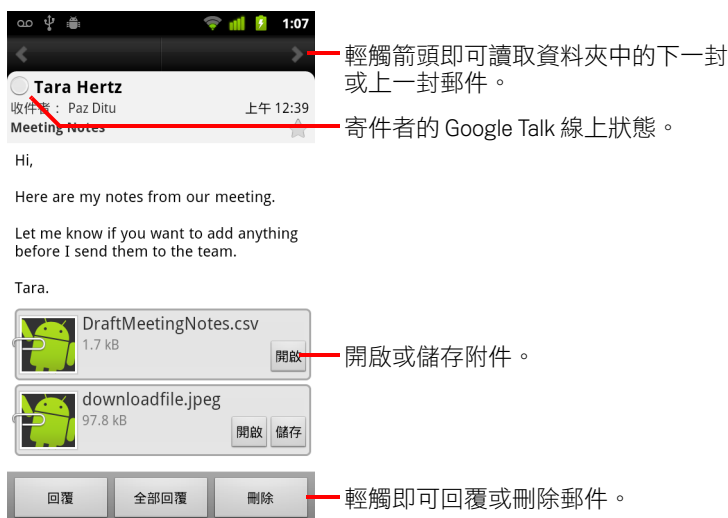 1:07
輕觸箭頭即可讀取資料夾中的下一封
或上一封郵件。
Tara Hertz
收件者： Paz Ditu
上午 12:39
Meeting Notes
寄件者的 Google Talk 線上狀態。
Hi,
Here are my notes from our meeting.
Let me know if you want to add anything
before I send them to the team.
Tara.
DraftMeetingNotes.csv
1.7 kB
開啟
開啟或儲存附件。
downloadfile.jpeg
97.8 kB
開啟 儲存
回覆 全部回覆 刪除
輕觸即可回覆或刪除郵件。